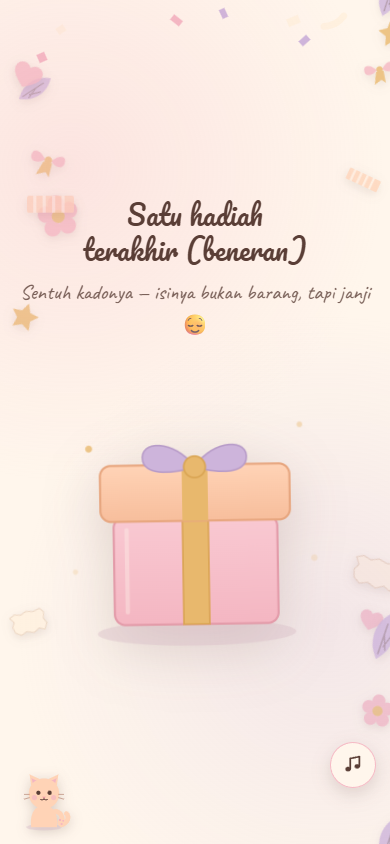 Satu hadiah
terakhir (beneran)
Sentuh kadonya — isinya bukan barang, tapi janji
😌